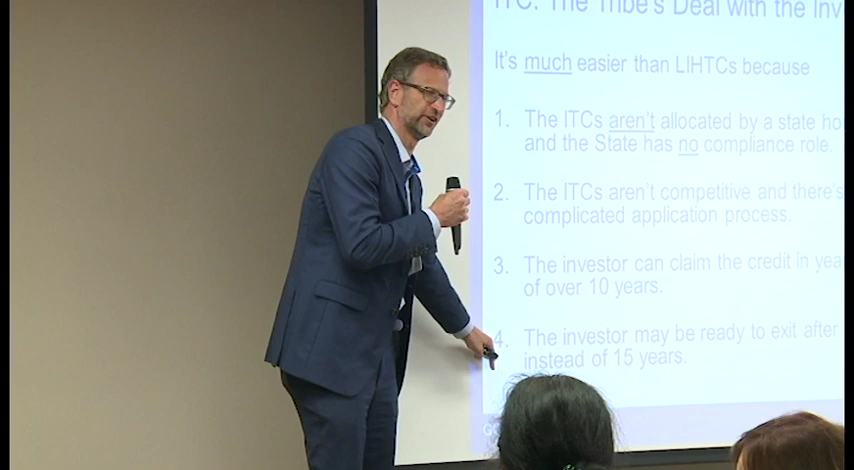 ITC: The Tribe's Deal with the Inv
It's much easier than LIHTCs because
1. The ITCs aren't allocated by a state ho
and the State has no compliance role.
2. The ITCs aren't competitive and there's
complicated application process.
3. The investor can claim the credit in yea
of over 10 years.
4. The investor may be ready to exit after
instead of 15 years.